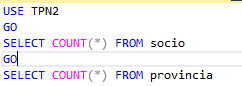 USE TPN2
GO
SELECT COUNT(*) FROM socio
GO
SELECT COUNT(*) FROM provincia